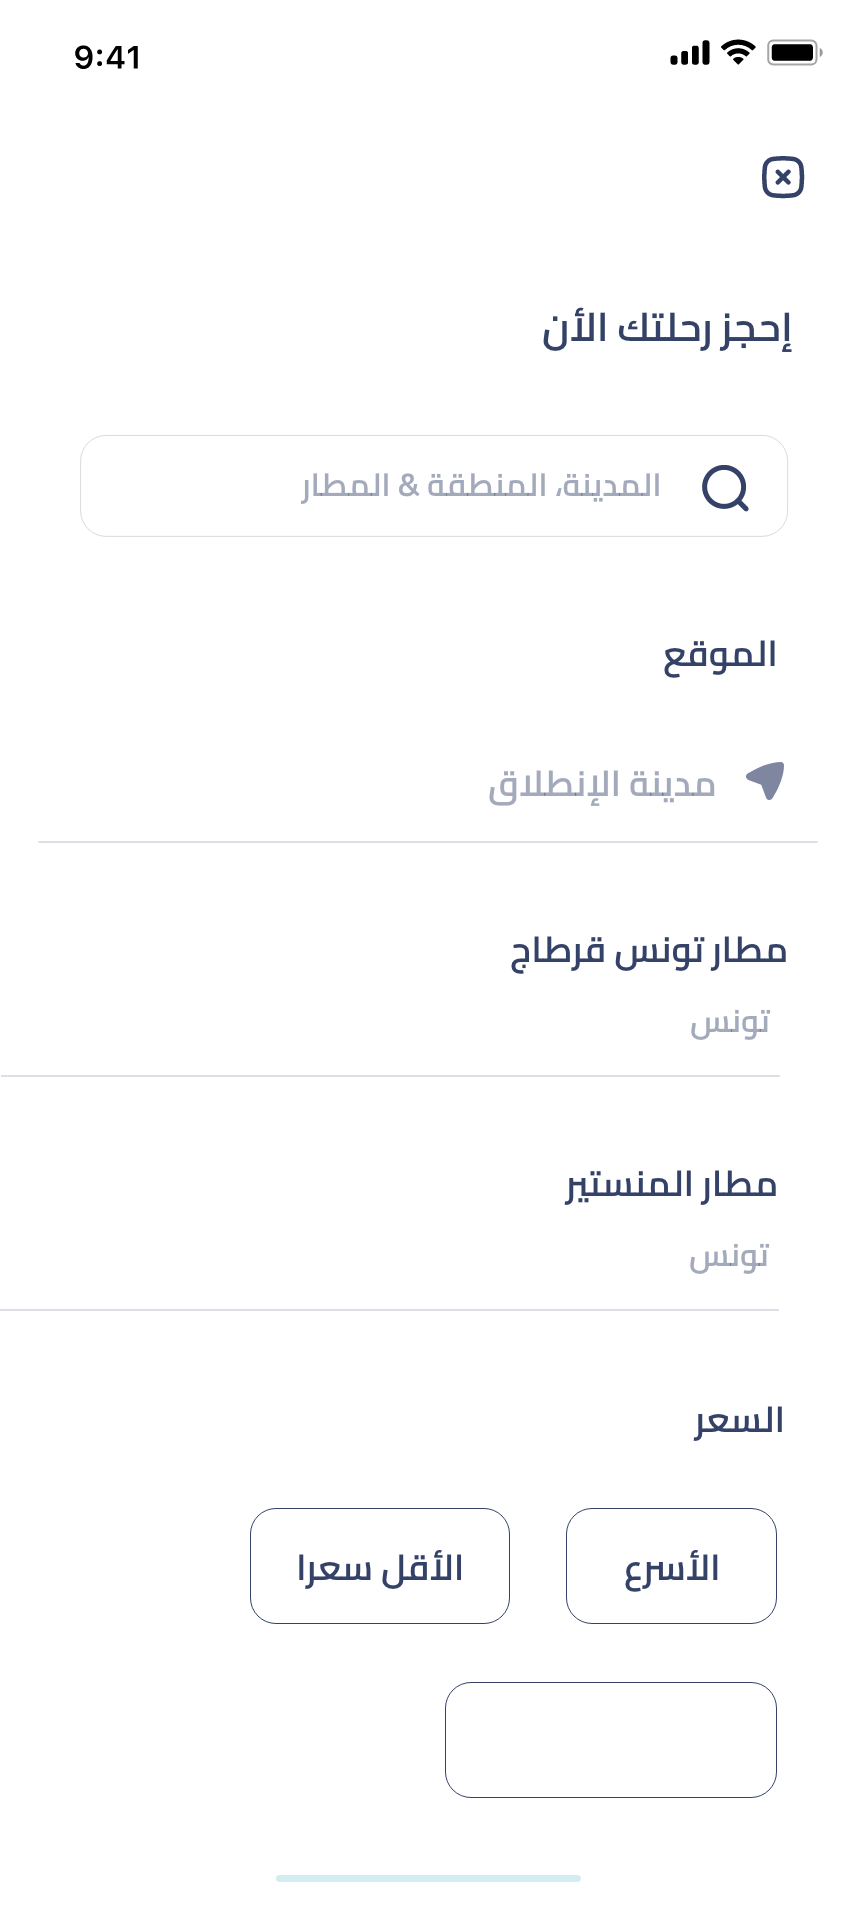 9:41
إحجز رحلتك الأن
المدينة، المنطقة & المطار
الموقع
مدينة الإنطلاق
مطار تونس قرطاج
تونس
مطار المنستير
تونس
السعر
الأسرع
الأقل سعرا